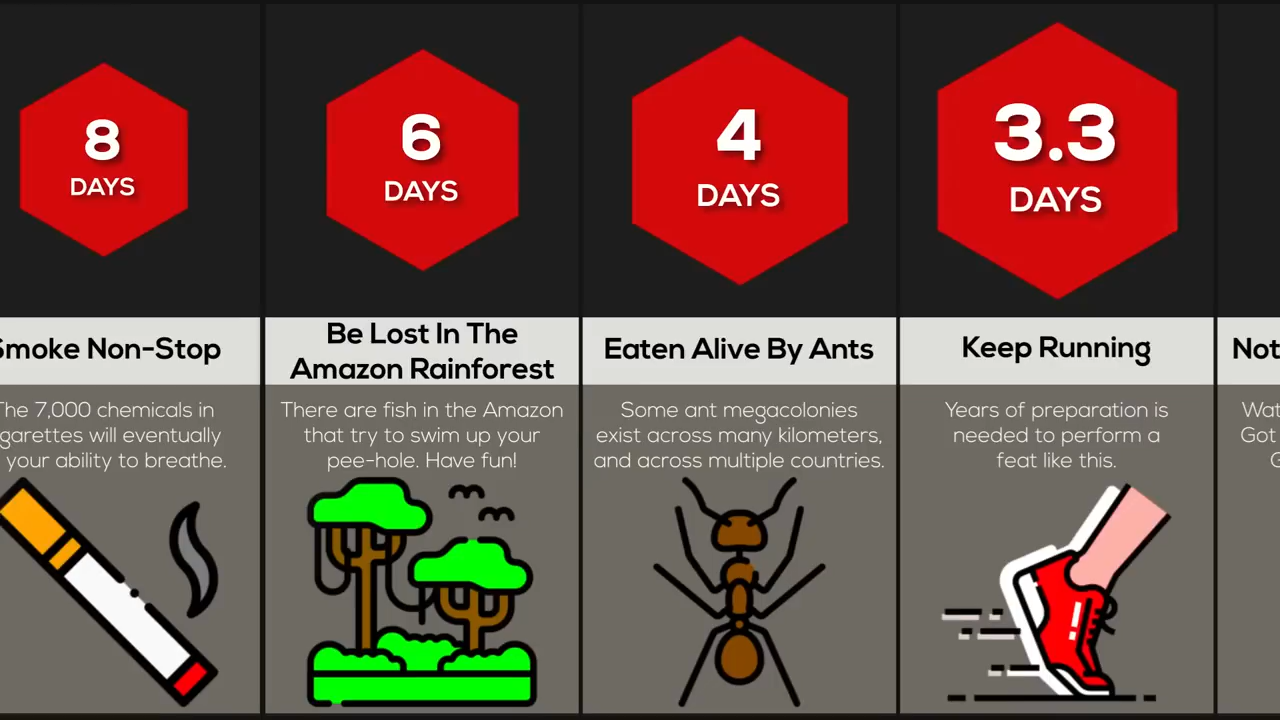 8
DAYS
Smoke Non-Stop
The 7,000 chemicals in
garettes will eventually
your ability to breathe.
6
DAYS
Be Lost In The
Amazon Rainforest
There are fish in the Amazon
that try to swim up your
pee-hole. Have fun!
4
DAYS
Eaten Alive By Ants
Some ant megacolonies
exist across many kilometers,
and across multiple countries.
3.3
DAYS
Keep Running
Years of preparation is
needed to perform a
feat like this.
Not
Wat
Got
G